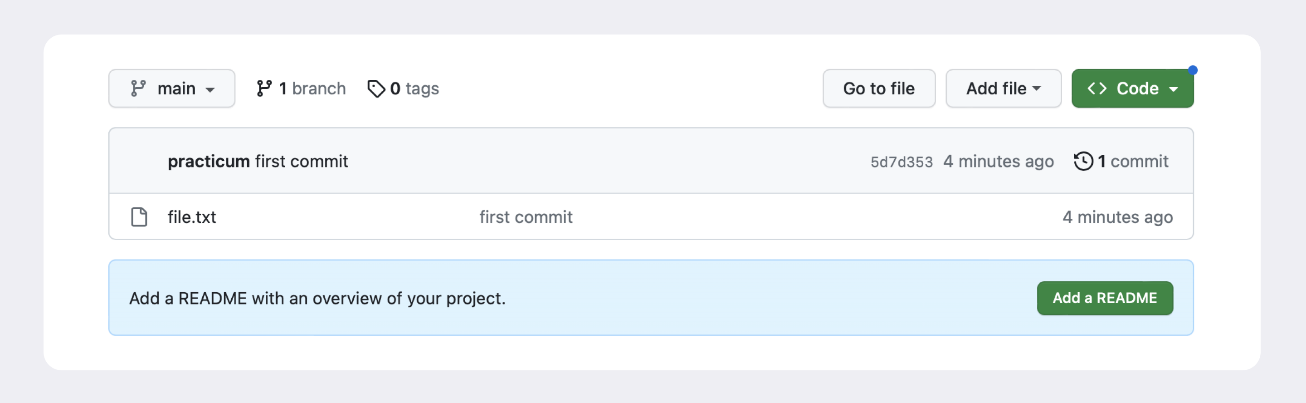 main 1 branch 0 tags Go to file Add file <> Code
practicum first commit 5d7d353 4 minutes ago 1 commit
file.txt first commit 4 minutes ago
Add a README with an overview of your project. Add a README